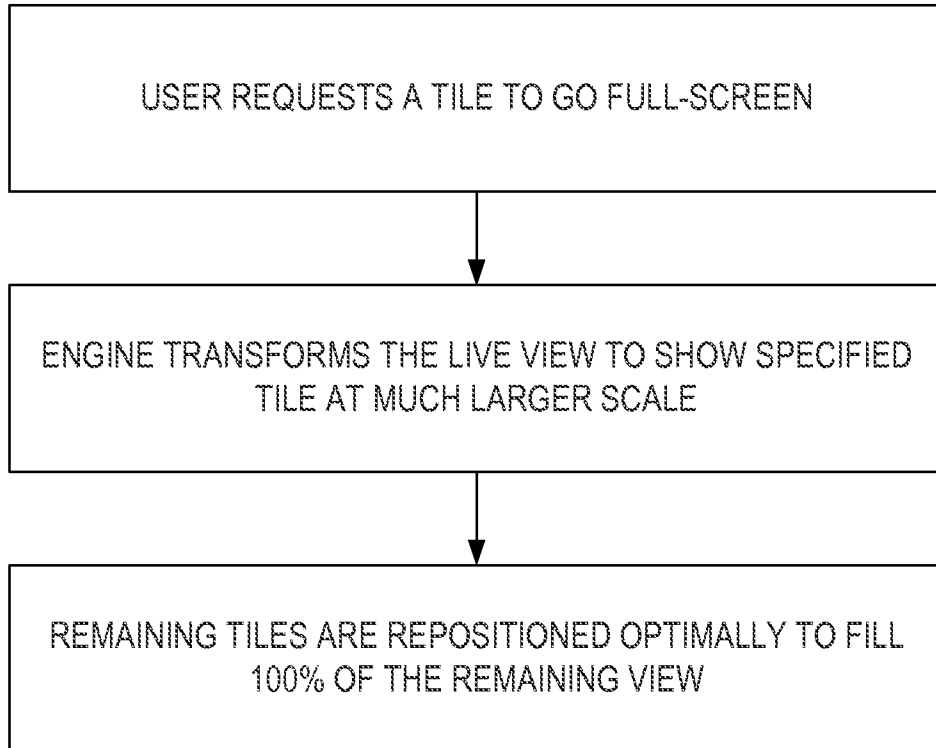 USER REQUESTS A TILE TO GO FULL-SCREEN
ENGINE TRANSFORMS THE LIVE VIEW TO SHOW SPECIFIED
TILE AT MUCH LARGER SCALE
REMAINING TILES ARE REPOSITIONED OPTIMALLY TO FILL
100% OF THE REMAINING VIEW